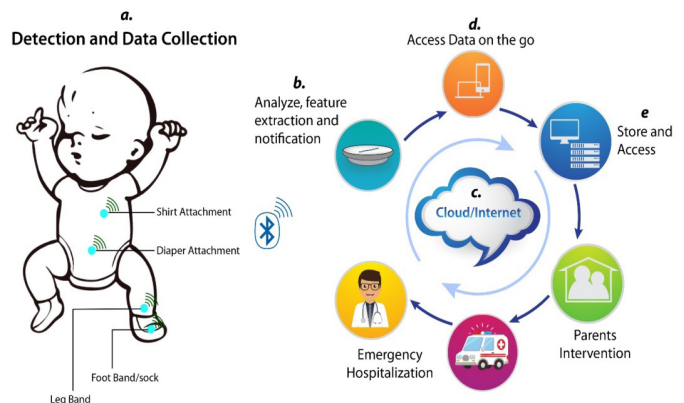 a.
Detection and Data Collection
Shirt Attachment
Diaper Attachment
Foot Band/sock
Leg Band
b.
Analyze, feature
extraction and
notification
c.
Cloud/Internet
d.
Access Data on the go
e
Store and
Access
Parents
Intervention
Emergency
Hospitalization